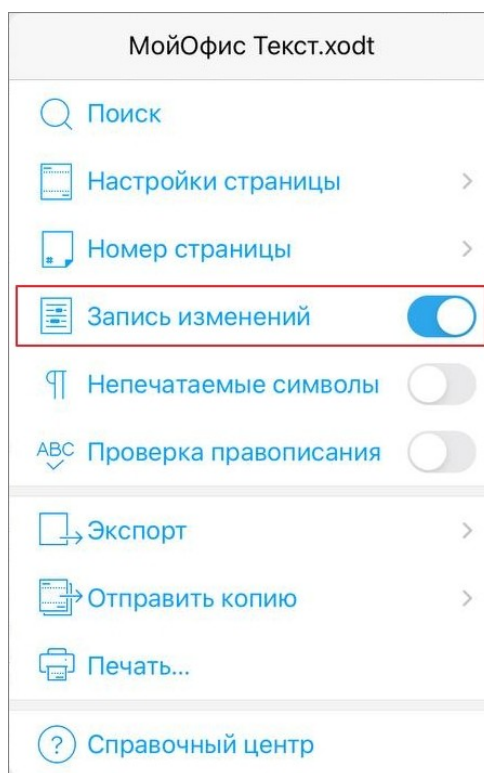 МойОфис Текст.xodt
Поиск
Настройки страницы
Номер страницы
Запись изменений
Непечатаемые символы
ABC Проверка правописания
Экспорт
Отправить копию
Печать...
Справочный центр